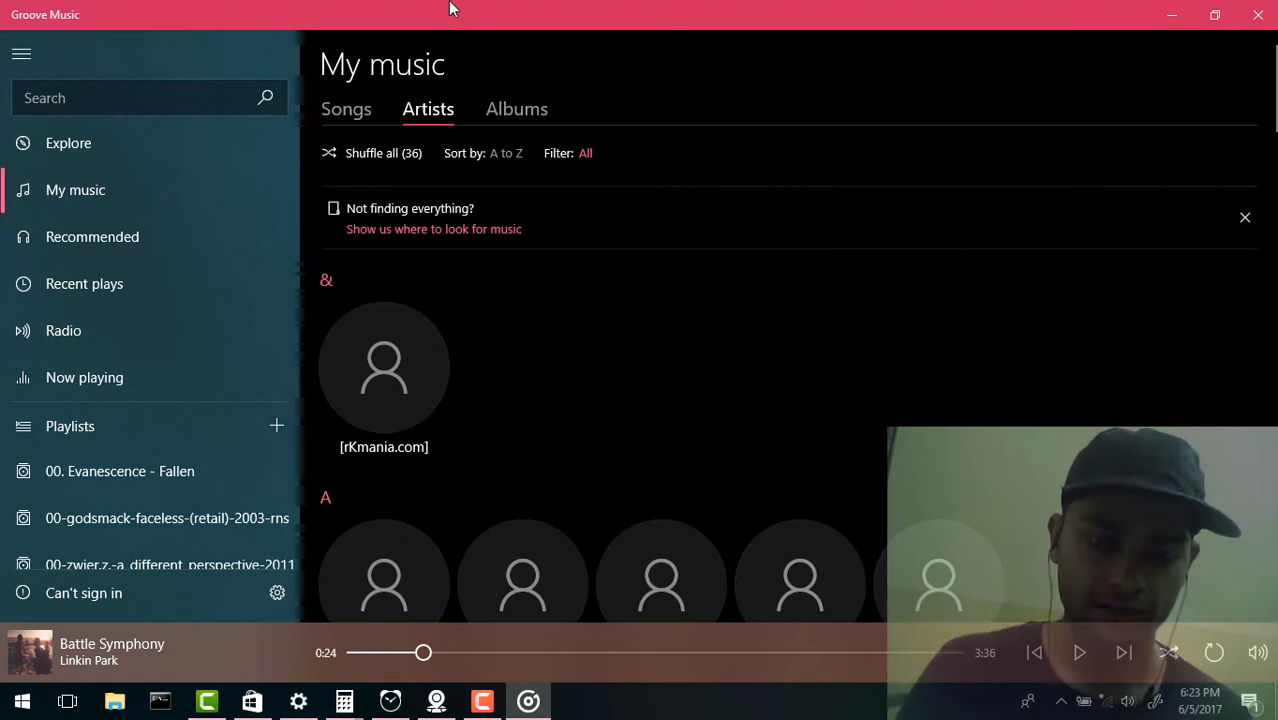 Groove Music
Search
Explore
My music
Recommended
Recent plays
Radio
Now playing
Playlists
00. Evanescence - Fallen
00-godsmack-faceless-(retail)-2003-rns
00-zwier.z.-a_different_perspective-2011
Can't sign in
My music
Songs Artists Albums
Shuffle all (36) Sort by: A to Z Filter: All
Not finding everything?
Show us where to look for music
&
[rKmania.com]
A
Battle Symphony
Linkin Park
0:24
3:36
6:23 PM
6/5/2017
1